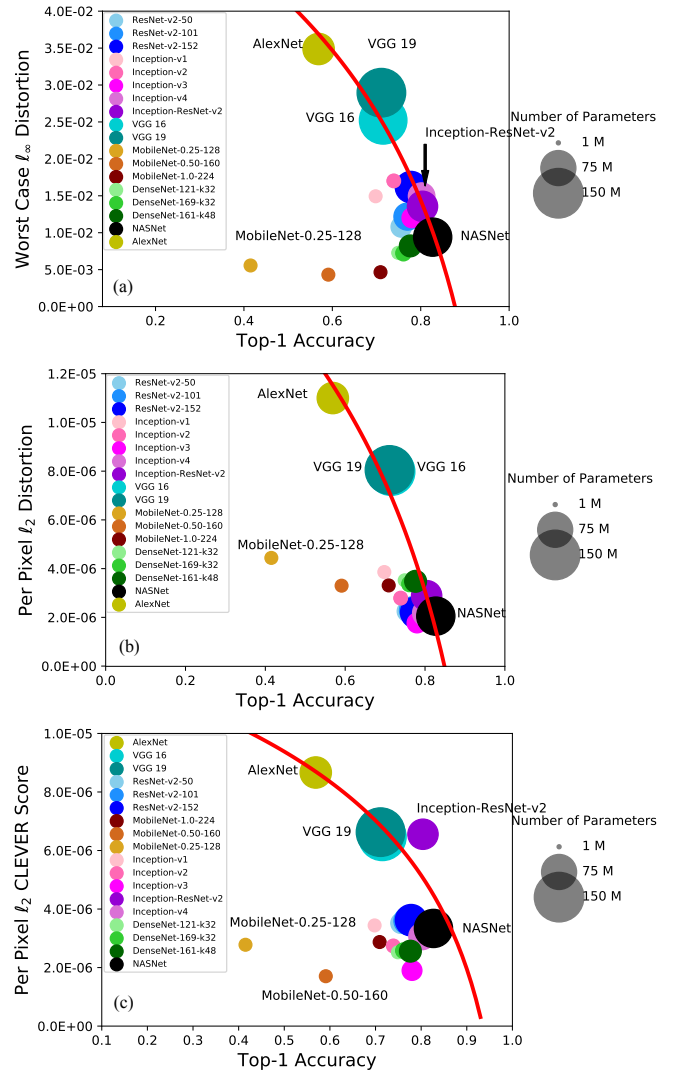 4.0E-02
3.5E-02
3.0E-02
2.5E-02
2.0E-02
1.5E-02
1.0E-02
5.0E-03
0.0E+00
Worst Case ℓ∞ Distortion
ResNet-v2-50
ResNet-v2-101
ResNet-v2-152
Inception-v1
Inception-v2
Inception-v3
Inception-v4
Inception-ResNet-v2
VGG 16
VGG 19
MobileNet-0.25-128
MobileNet-0.50-160
MobileNet-1.0-224
DenseNet-121-k32
DenseNet-169-k32
DenseNet-161-k48
NASNet
AlexNet
AlexNet
VGG 19
VGG 16
Inception-ResNet-v2
MobileNet-0.25-128
NASNet
(a)
0.2 0.4 0.6 0.8 1.0
Top-1 Accuracy
Number of Parameters
1 M
75 M
150 M
1.2E-05
1.0E-05
8.0E-06
6.0E-06
4.0E-06
2.0E-06
0.0E+00
Per Pixel ℓ2 Distortion
ResNet-v2-50
ResNet-v2-101
ResNet-v2-152
Inception-v1
Inception-v2
Inception-v3
Inception-v4
Inception-ResNet-v2
VGG 16
VGG 19
MobileNet-0.25-128
MobileNet-0.50-160
MobileNet-1.0-224
DenseNet-121-k32
DenseNet-169-k32
DenseNet-161-k48
NASNet
AlexNet
AlexNet
VGG 19
VGG 16
MobileNet-0.25-128
NASNet
(b)
0.0 0.2 0.4 0.6 0.8 1.0
Top-1 Accuracy
Number of Parameters
1 M
75 M
150 M
1.0E-05
8.0E-06
6.0E-06
4.0E-06
2.0E-06
0.0E+00
Per Pixel ℓ2 CLEVER Score
AlexNet
VGG 16
VGG 19
ResNet-v2-50
ResNet-v2-101
ResNet-v2-152
MobileNet-1.0-224
MobileNet-0.50-160
MobileNet-0.25-128
Inception-v1
Inception-v2
Inception-v3
Inception-ResNet-v2
Inception-v4
DenseNet-121-k32
DenseNet-169-k32
DenseNet-161-k48
NASNet
AlexNet
Inception-ResNet-v2
VGG 19
MobileNet-0.25-128
NASNet
MobileNet-0.50-160
(c)
0.1 0.2 0.3 0.4 0.5 0.6 0.7 0.8 0.9 1.0
Top-1 Accuracy
Number of Parameters
1 M
75 M
150 M